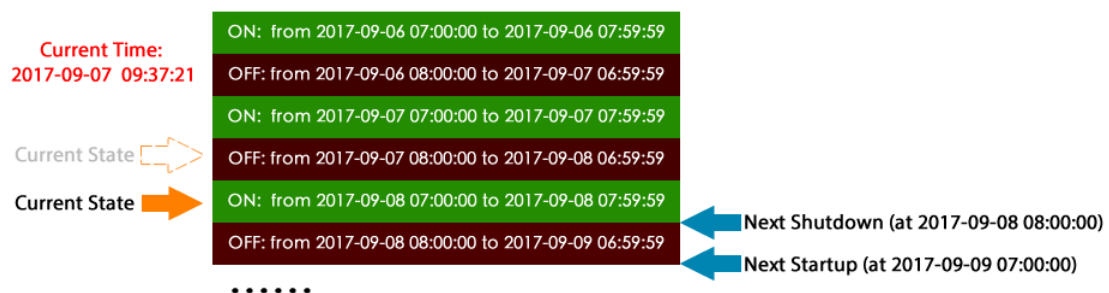 Current Time:
2017-09-07 09:37:21
ON: from 2017-09-06 07:00:00 to 2017-09-06 07:59:59
OFF: from 2017-09-06 08:00:00 to 2017-09-07 06:59:59
ON: from 2017-09-07 07:00:00 to 2017-09-07 07:59:59
Current State
OFF: from 2017-09-07 08:00:00 to 2017-09-08 06:59:59
Current State
ON: from 2017-09-08 07:00:00 to 2017-09-08 07:59:59
Next Shutdown (at 2017-09-08 08:00:00)
OFF: from 2017-09-08 08:00:00 to 2017-09-09 06:59:59
Next Startup (at 2017-09-09 07:00:00)
......